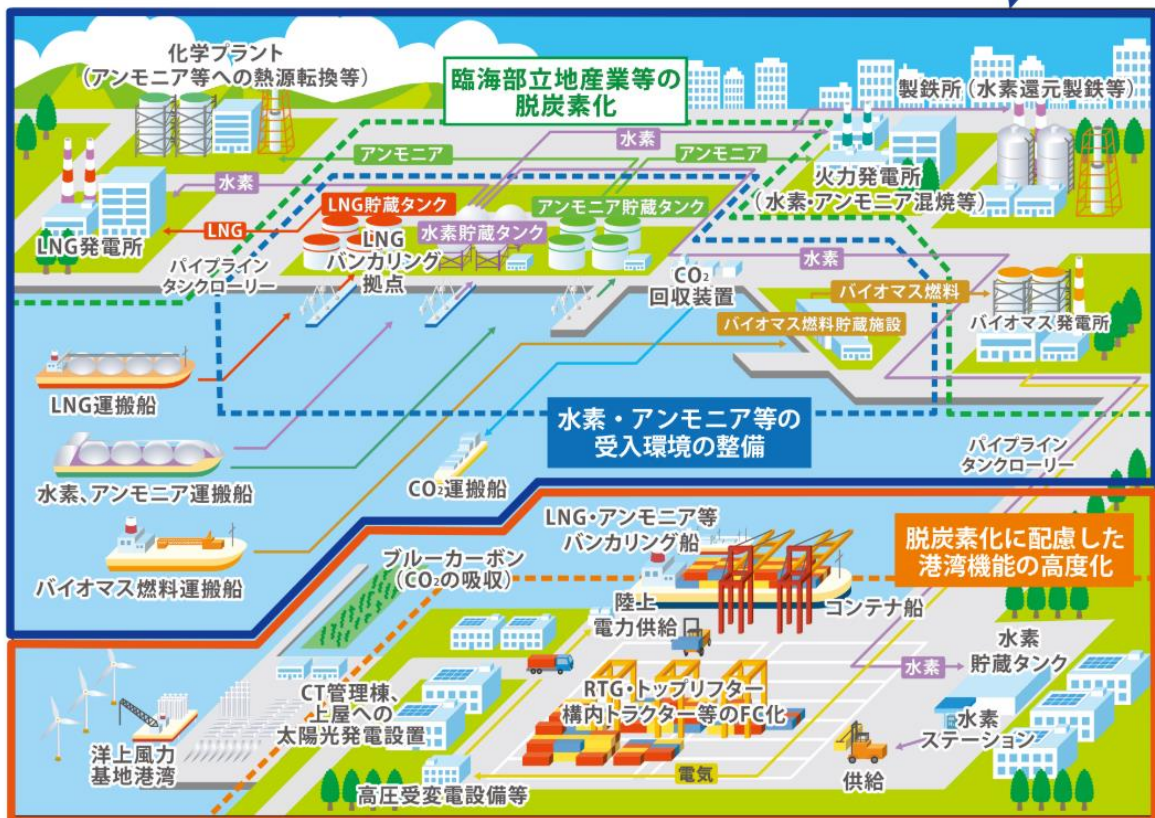 化学プラント
（アンモニア等への熱源転換等）
臨海部立地産業等の
脱炭素化
製鉄所（水素還元製鉄等）
水素
アンモニア
アンモニア
水素
火力発電所
（水素・アンモニア混焼等）
LNG貯蔵タンク
アンモニア貯蔵タンク
LNG
水素貯蔵タンク
LNG発電所
LNG
バンカリング
拠点
パイプライン
タンクローリー
CO₂
回収装置
水素
バイオマス燃料
バイオマス燃料貯蔵施設
バイオマス発電所
LNG運搬船
水素・アンモニア等の
受入環境の整備
パイプライン
タンクローリー
水素、アンモニア運搬船
CO₂運搬船
バイオマス燃料運搬船
LNG・アンモニア等
バンカリング船
脱炭素化に配慮した
港湾機能の高度化
ブルーカーボン
（CO₂の吸収）
陸上
電力供給
コンテナ船
水素
貯蔵タンク
水素
CT管理棟、
上屋への
太陽光発電設置
RTG・トップリフター
構内トラクター等のFC化
水素
ステーション
洋上風力
基地港湾
電気
供給
高圧受変電設備等